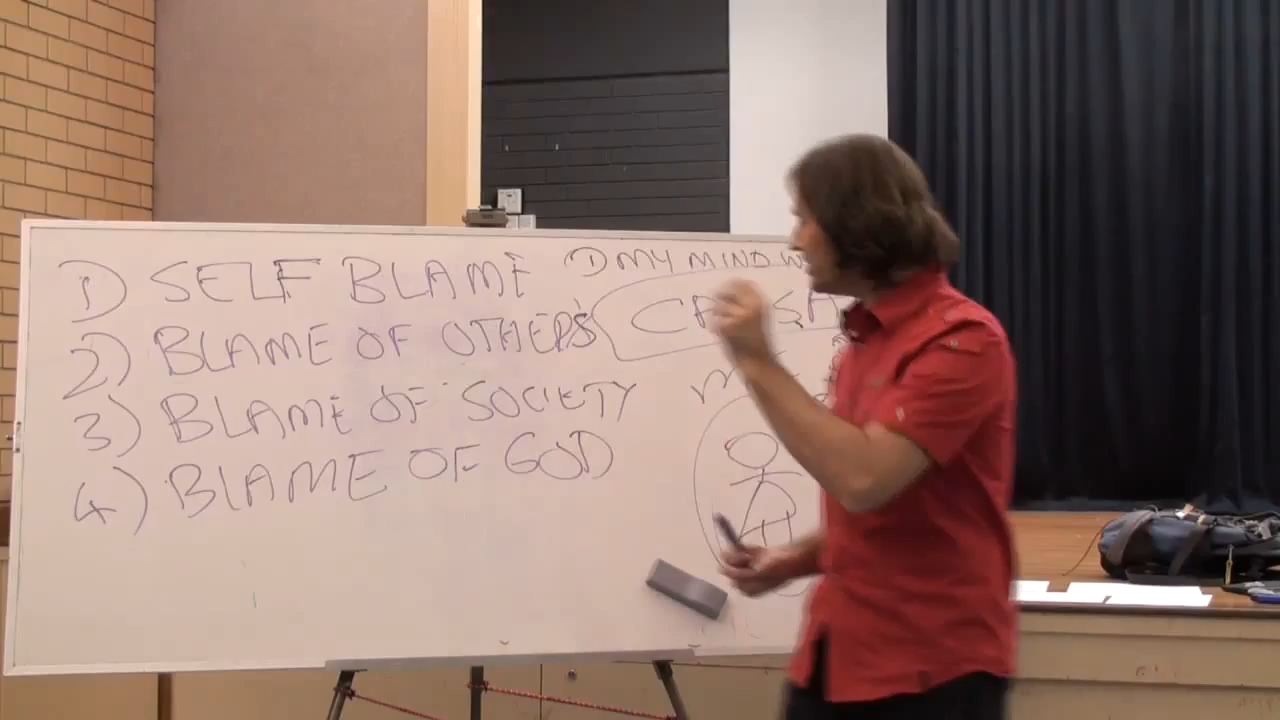 1) SELF BLAME
2) BLAME OF OTHERS
3) BLAME OF SOCIETY
4) BLAME OF GOD
1) MY MIND